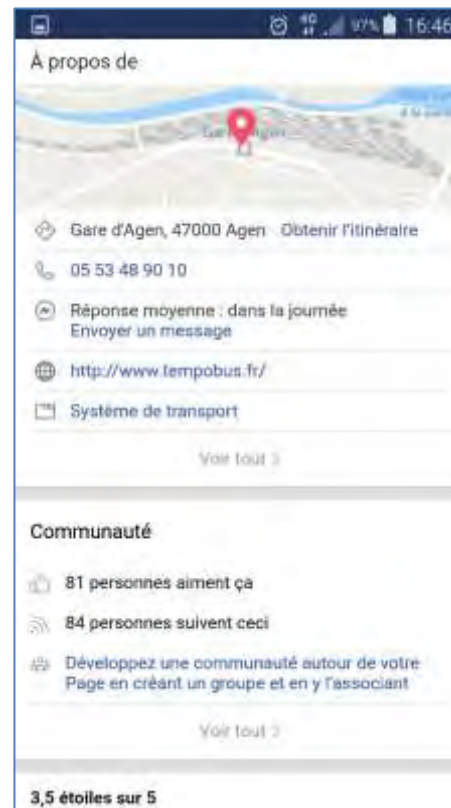 4G 97% 16:46
À propos de
Gare d'Agen, 47000 Agen Obtenir l'itinéraire
05 53 48 90 10
Réponse moyenne : dans la journée
Envoyer un message
http://www.tempobus.fr/
Système de transport
Voir tout >
Communauté
81 personnes aiment ça
84 personnes suivent ceci
Développez une communauté autour de votre
Page en créant un groupe et en y l'associant
Voir tout >
3,5 étoiles sur 5